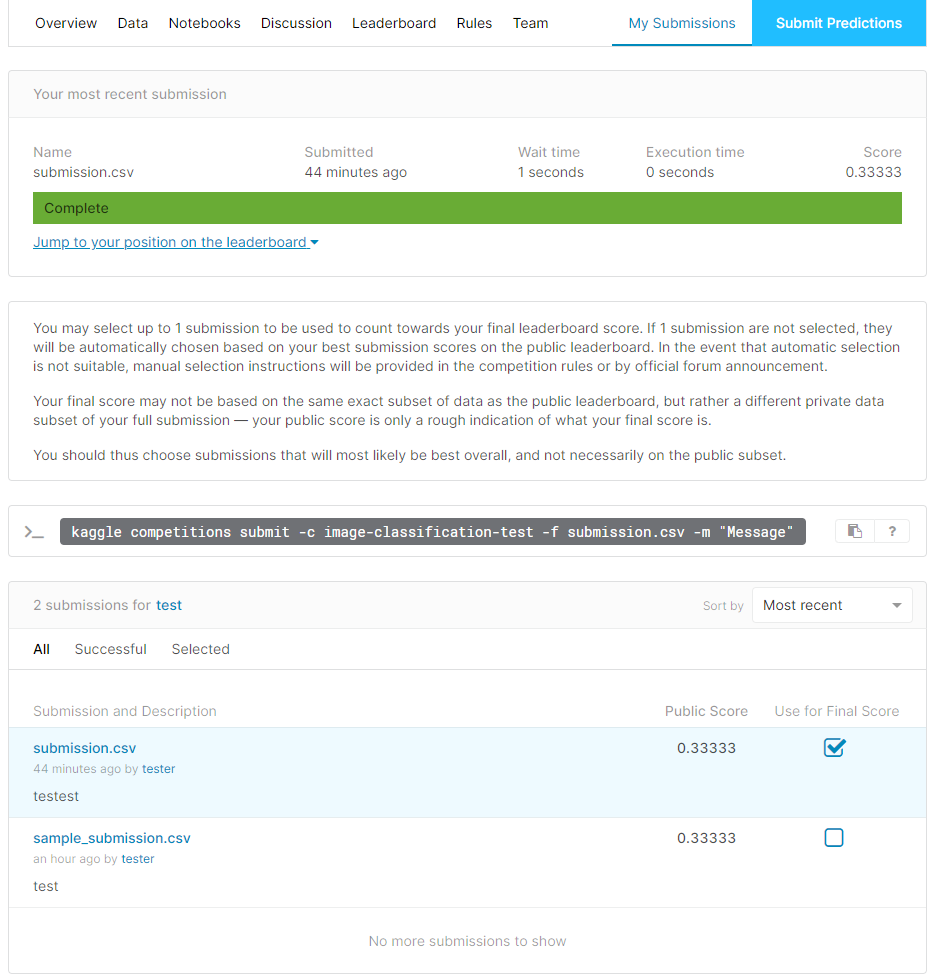 Overview Data Notebooks Discussion Leaderboard Rules Team My Submissions Submit Predictions
Your most recent submission
Name Submitted Wait time Execution time Score
submission.csv 44 minutes ago 1 seconds 0 seconds 0.33333
Complete
Jump to your position on the leaderboard
You may select up to 1 submission to be used to count towards your final leaderboard score. If 1 submission are not selected, they
will be automatically chosen based on your best submission scores on the public leaderboard. In the event that automatic selection
is not suitable, manual selection instructions will be provided in the competition rules or by official forum announcement.
Your final score may not be based on the same exact subset of data as the public leaderboard, but rather a different private data
subset of your full submission — your public score is only a rough indication of what your final score is.
You should thus choose submissions that will most likely be best overall, and not necessarily on the public subset.
>_ kaggle competitions submit -c image-classification-test -f submission.csv -m "Message" ?
2 submissions for test Sort by Most recent
All Successful Selected
Submission and Description Public Score Use for Final Score
submission.csv 0.33333
44 minutes ago by tester
testest
sample_submission.csv 0.33333
an hour ago by tester
test
No more submissions to show